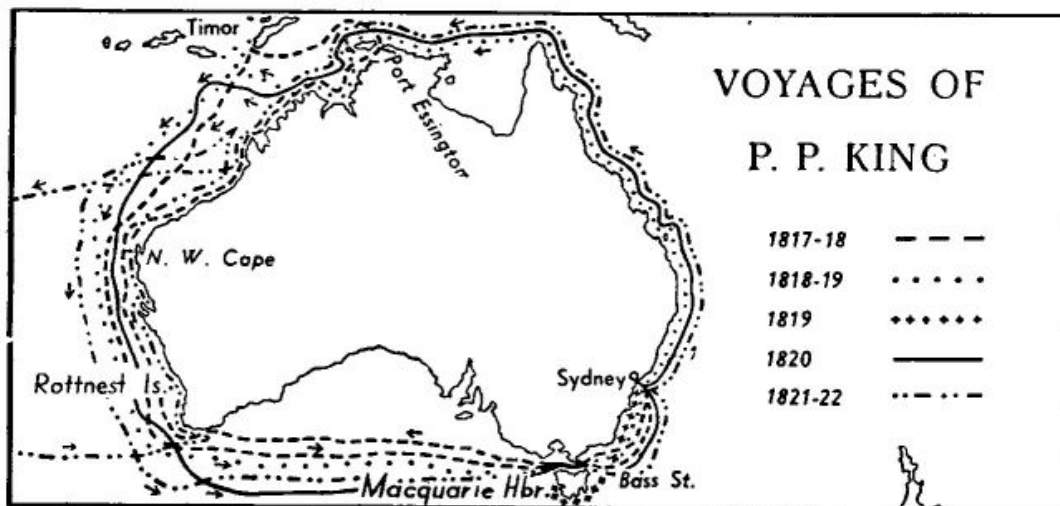 Timor
Port Essington
VOYAGES OF
P. P. KING
N. W. Cape
1817-18
1818-19
1819
1820
1821-22
Rottnest Is.
Sydney
Macquarie Hbr.
Bass St.